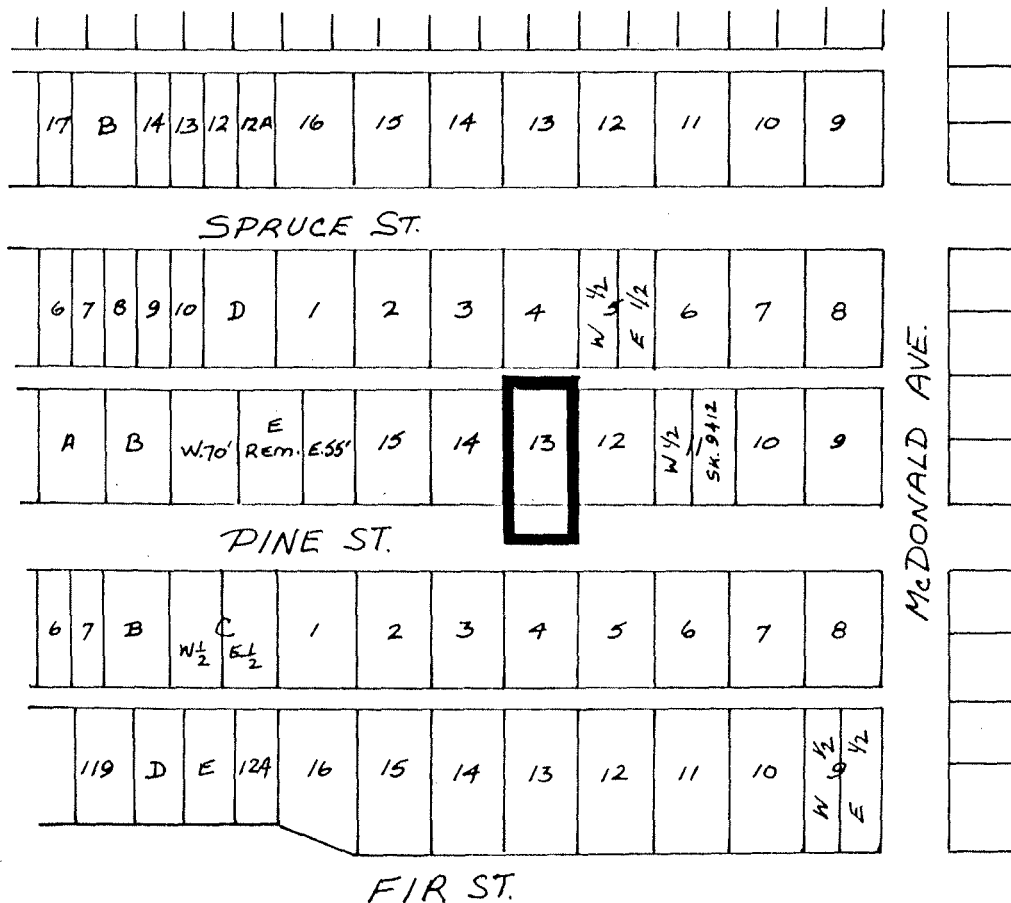 17 B 14 13 12 12A 16 15 14 13 12 11 10 9
SPRUCE ST.
6 7 8 9 10 D 1 2 3 4 W 1/2 5 E 1/2 6 7 8
A B W.70' E Rem. E.55' 15 14 13 12 W 1/2 11 SK. 9412 10 9
PINE ST.
6 7 B C W 1/2 E 1/2 1 2 3 4 5 6 7 8
119 D E 12A 16 15 14 13 12 11 10 W 1/2 9 E 1/2
FIR ST.
McDONALD AVE.